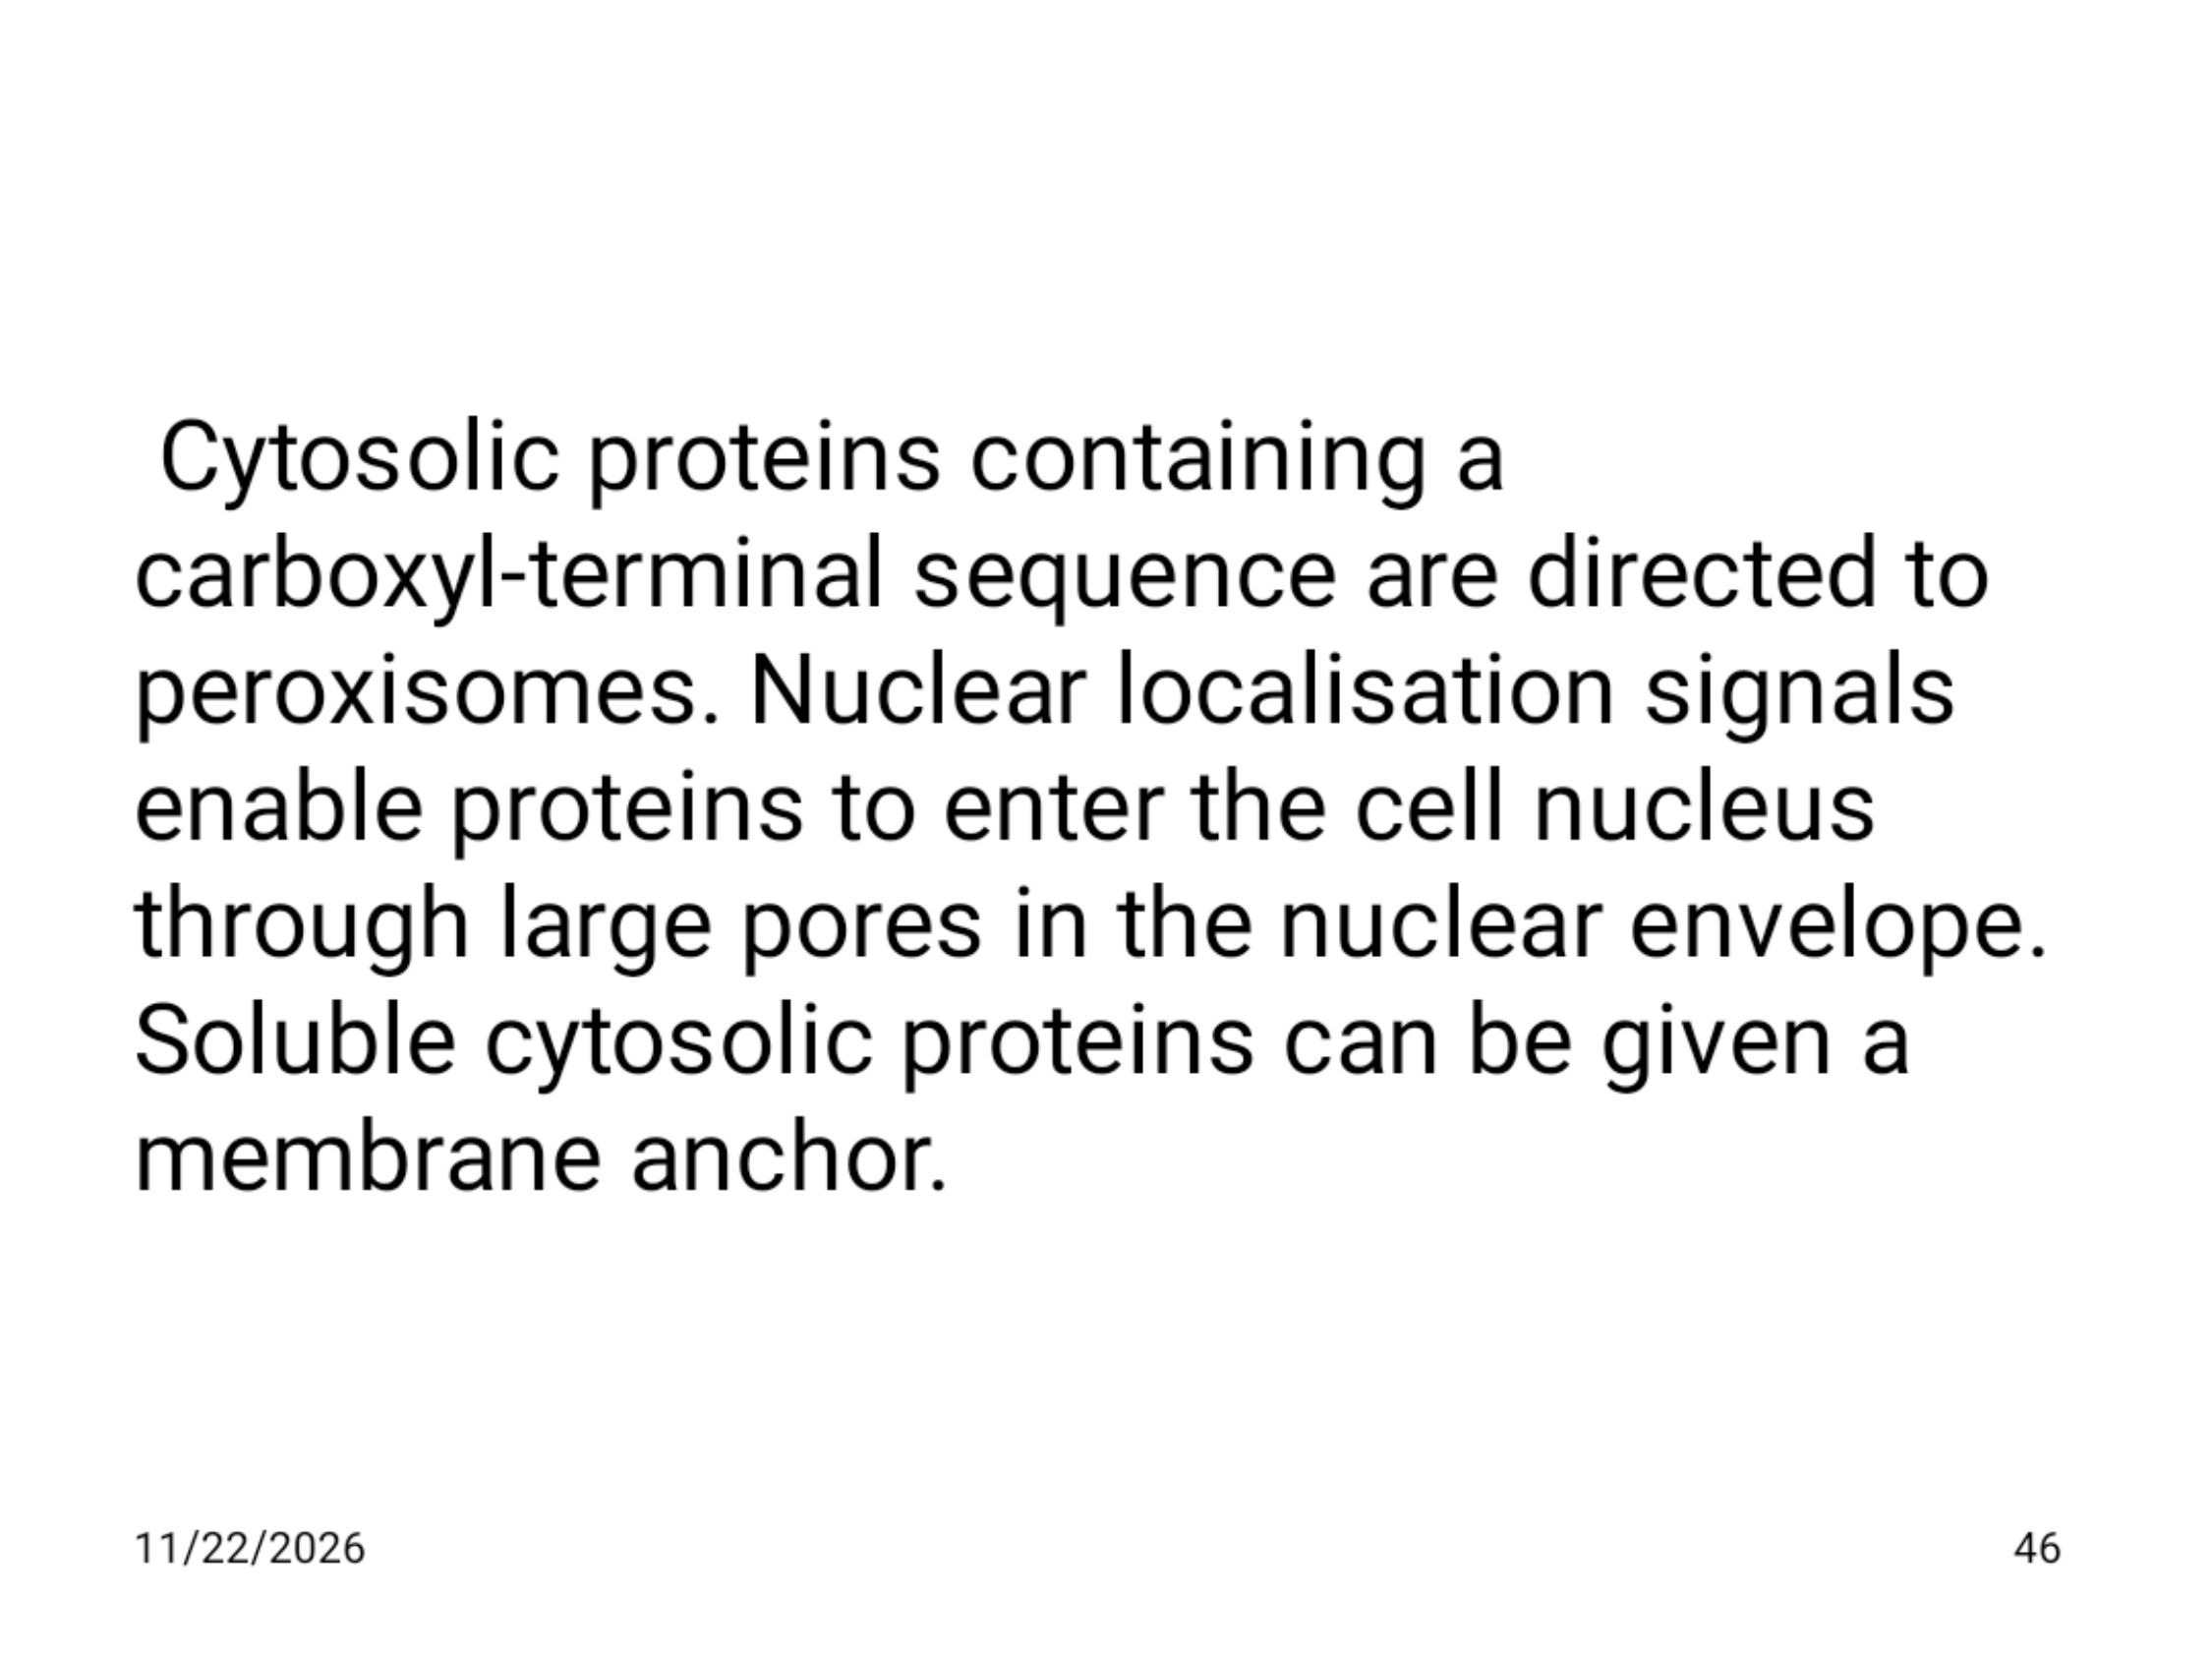 Cytosolic proteins containing a
carboxyl-terminal sequence are directed to
peroxisomes. Nuclear localisation signals
enable proteins to enter the cell nucleus
through large pores in the nuclear envelope.
Soluble cytosolic proteins can be given a
membrane anchor.
11/22/2026
46